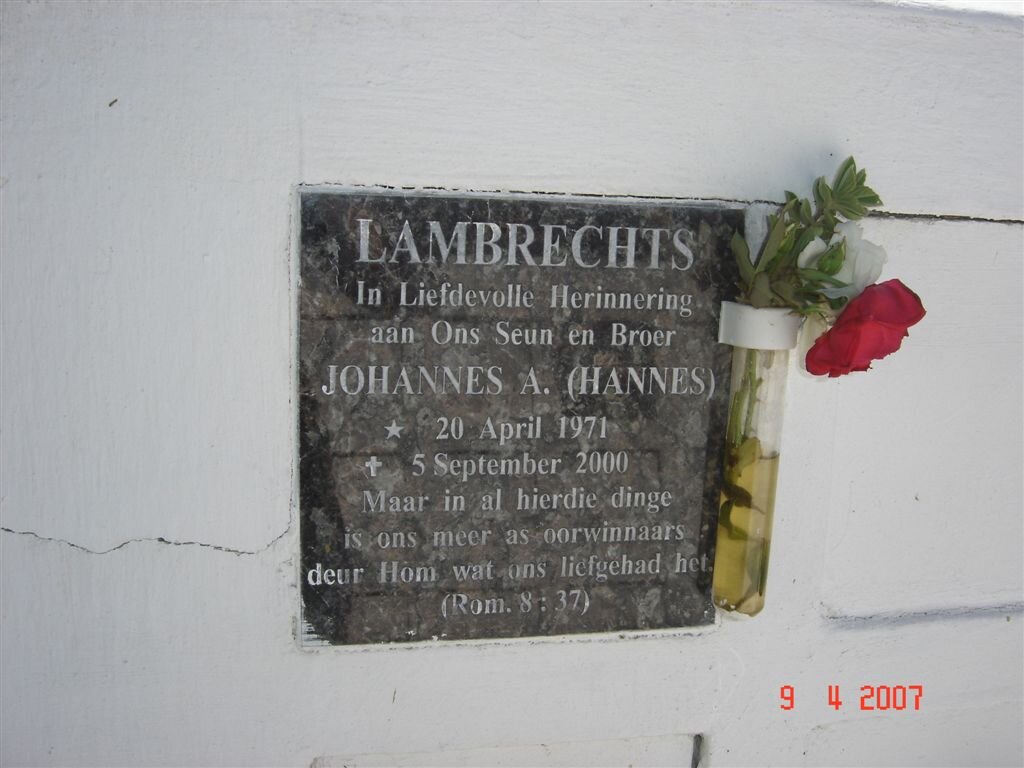 LAMBRECHTS
In Liefdevolle Herinnering
aan Ons Seun en Broer
JOHANNES A. (HANNES)
★ 20 April 1971
✝ 5 September 2000
Maar in al hierdie dinge
is ons meer as oorwinnaars
deur Hom wat ons liefgehad het.
(Rom. 8 : 37)
9 4 2007